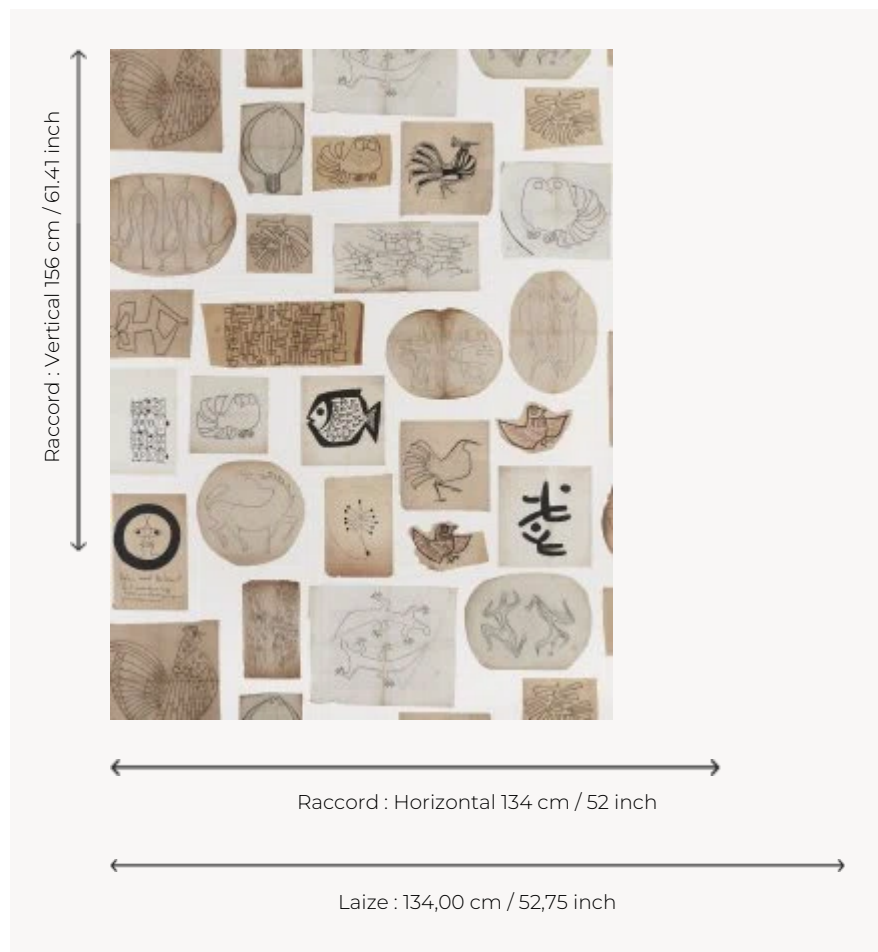 Raccord : Vertical 156 cm / 61.41 inch
Raccord : Horizontal 134 cm / 52 inch
Laize : 134,00 cm / 52,75 inch